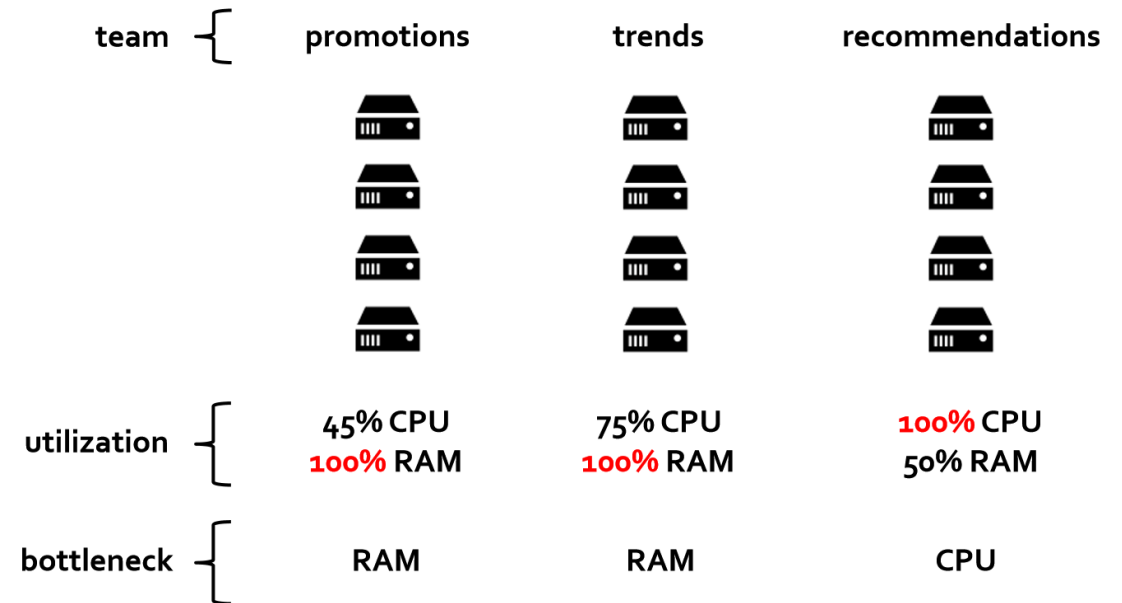 team promotions trends recommendations
utilization
45% CPU 75% CPU 100% CPU
100% RAM 100% RAM 50% RAM
bottleneck RAM RAM CPU